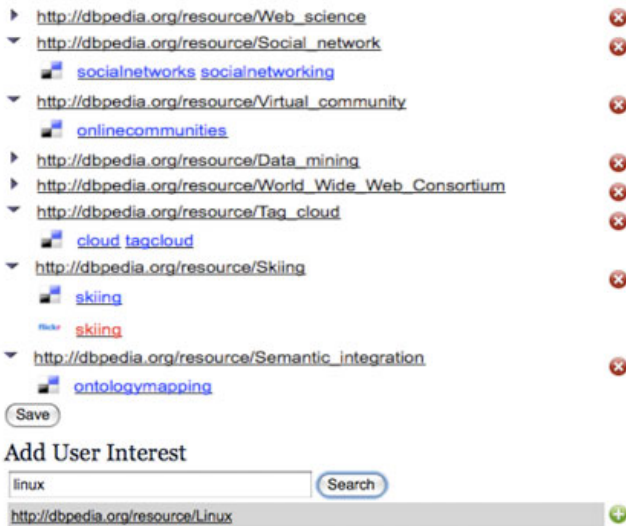 http://dbpedia.org/resource/Web_science
http://dbpedia.org/resource/Social_network
socialnetworks socialnetworking
http://dbpedia.org/resource/Virtual_community
onlinecommunities
http://dbpedia.org/resource/Data_mining
http://dbpedia.org/resource/World_Wide_Web_Consortium
http://dbpedia.org/resource/Tag_cloud
cloud tagcloud
http://dbpedia.org/resource/Skiing
skiing
flickr skiing
http://dbpedia.org/resource/Semantic_integration
ontologymapping
Save
Add User Interest
linux Search
http://dbpedia.org/resource/Linux